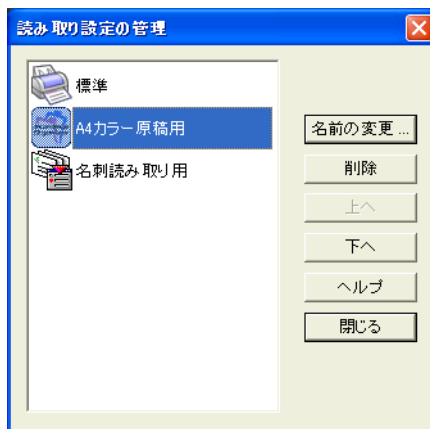 読み取り設定の管理
標準
A4カラー原稿用
名刺読み取り用
名前の変更 ...
削除
上へ
下へ
ヘルプ
閉じる